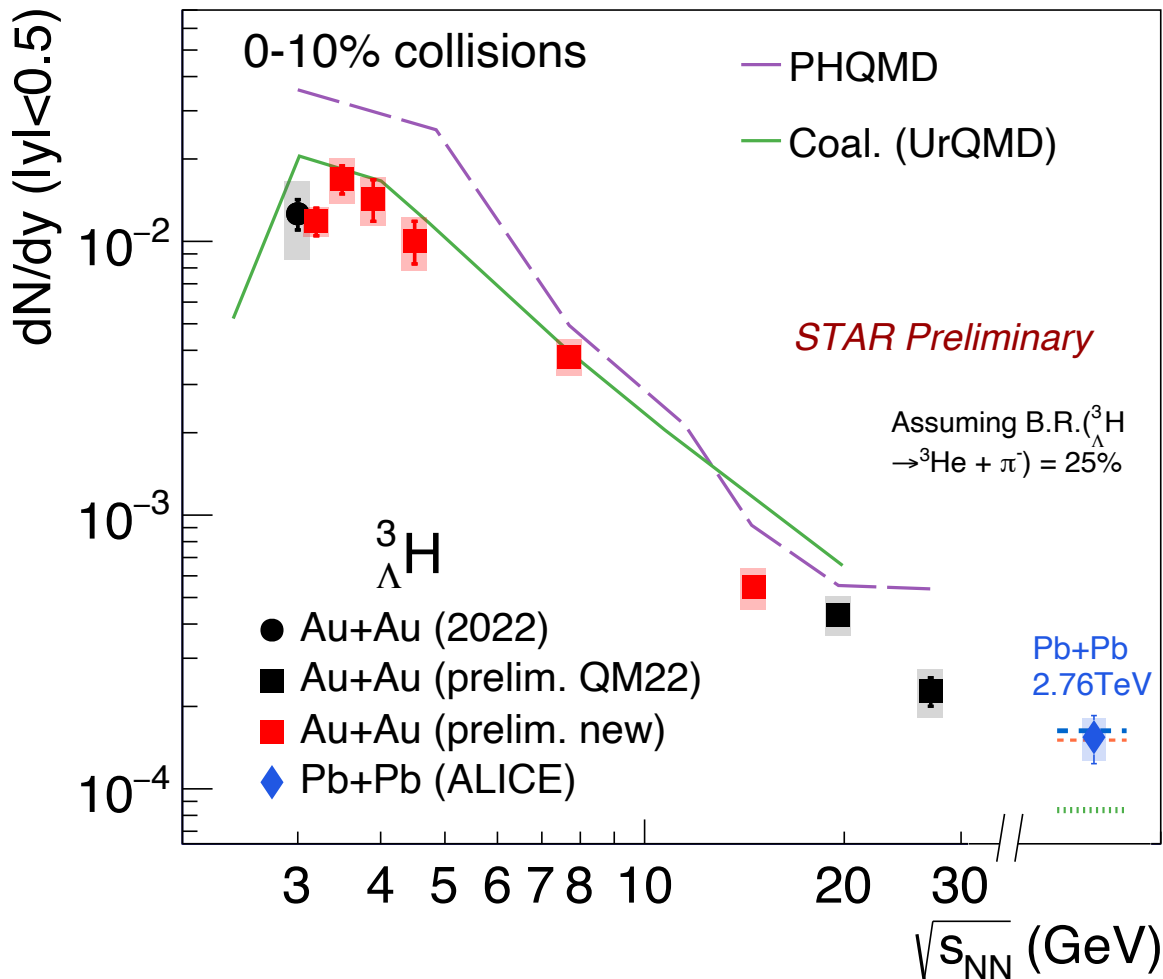 dN/dy (|y|<0.5)
0-10% collisions
PHQMD
Coal. (UrQMD)
STAR Preliminary
Assuming B.R.(³ΛH
→³He + π⁻) = 25%
³ΛH
Au+Au (2022)
Au+Au (prelim. QM22)
Au+Au (prelim. new)
Pb+Pb (ALICE)
Pb+Pb
2.76TeV
10⁻²
10⁻³
10⁻⁴
3 4 5 6 7 8 10 20 30
√sNN (GeV)